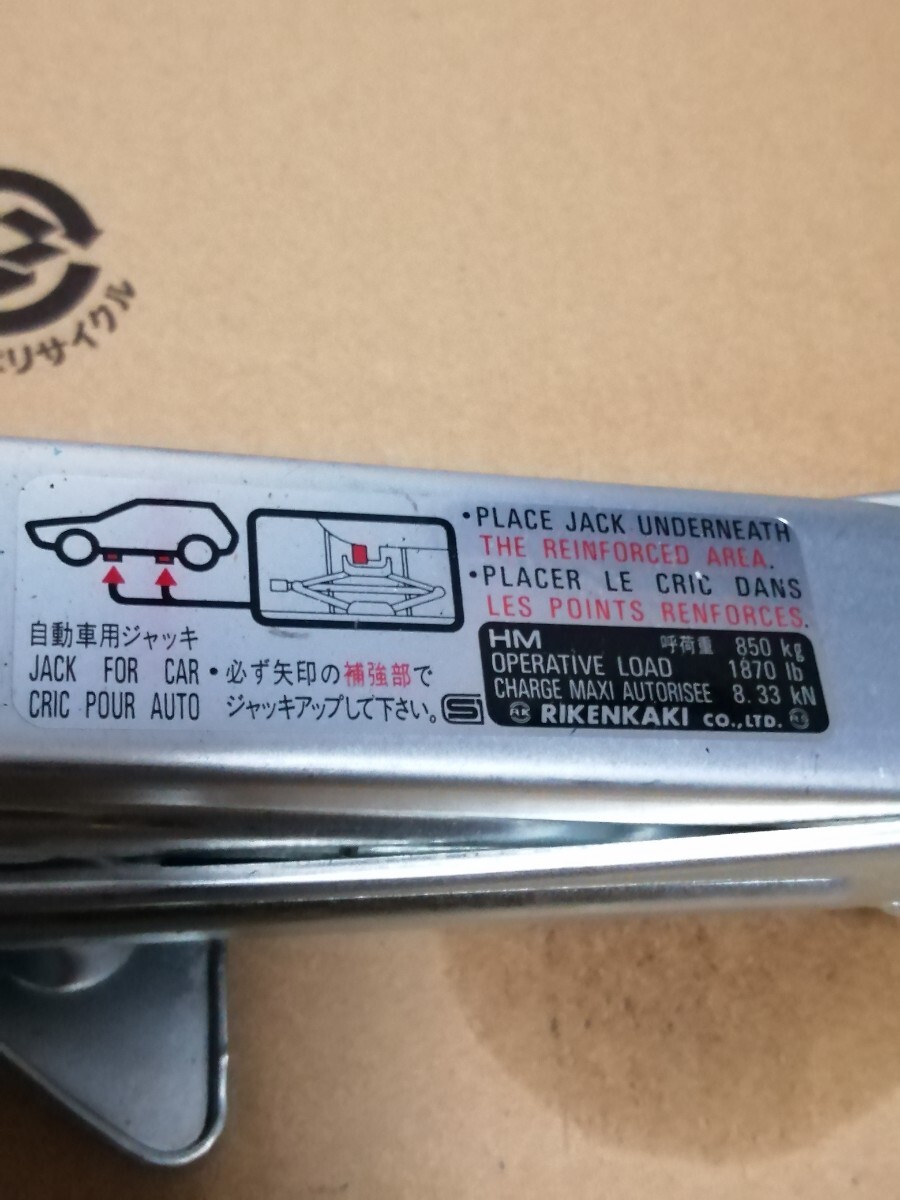 リサイクル
・PLACE JACK UNDERNEATH
THE REINFORCED AREA.
・PLACER LE CRIC DANS
LES POINTS RENFORCES.
自動車用ジャッキ
JACK FOR CAR
CRIC POUR AUTO
・必ず矢印の補強部で
ジャッキアップして下さい。
HM 呼荷重 850 kg
OPERATIVE LOAD 1870 lb
CHARGE MAXI AUTORISEE 8.33 kN
RIKENKAKI CO.,LTD.